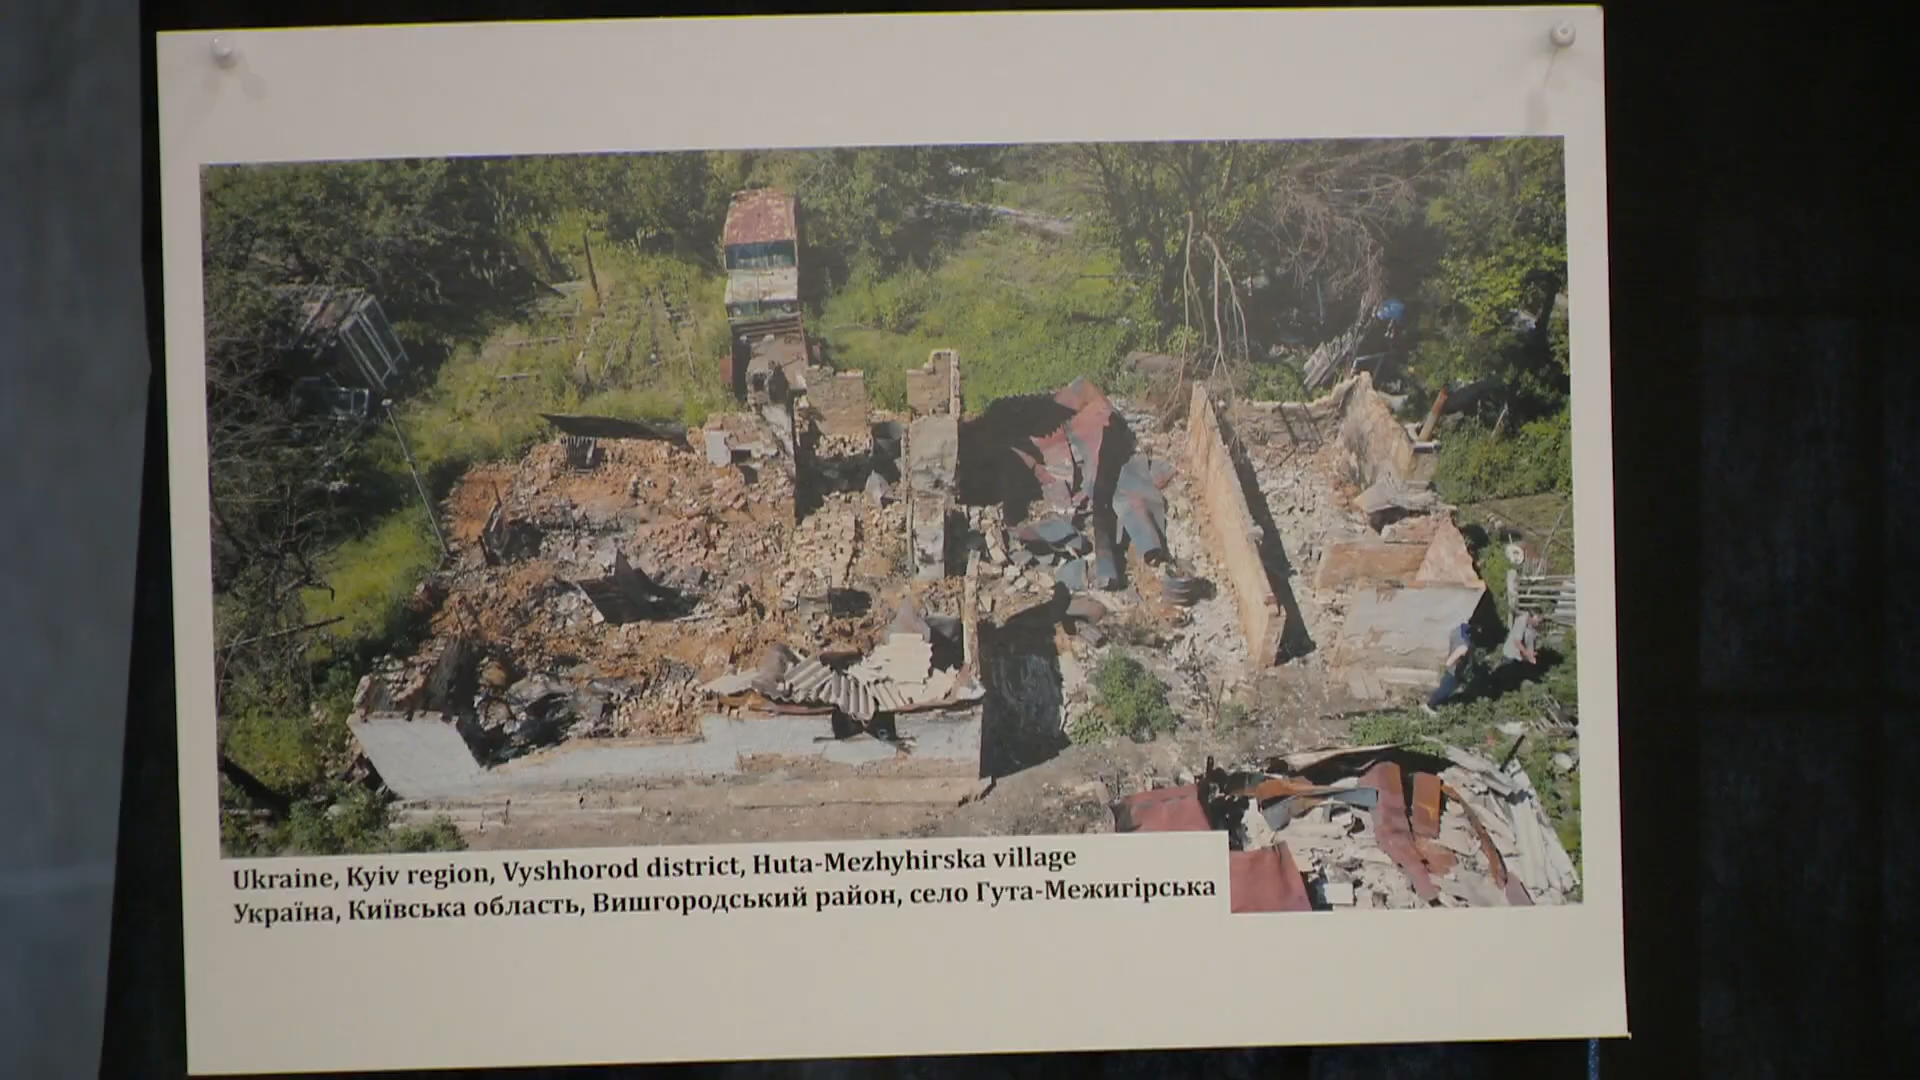 Ukraine, Kyiv region, Vyshhorod district, Huta-Mezhyhirska village
Україна, Київська область, Вишгородський район, село Гута-Межигірська